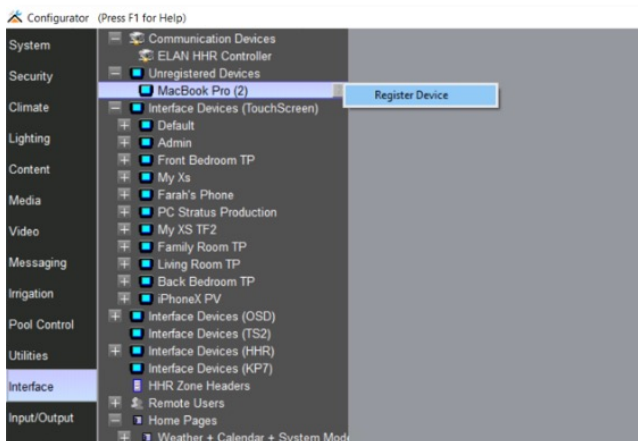 Configurator (Press F1 for Help)
System
Security
Climate
Lighting
Content
Media
Video
Messaging
Irrigation
Pool Control
Utilities
Interface
Input/Output
Communication Devices
ELAN HHR Controller
Unregistered Devices
MacBook Pro (2)
Register Device
Interface Devices (TouchScreen)
Default
Admin
Front Bedroom TP
My Xs
Farah's Phone
PC Stratus Production
My XS TF2
Family Room TP
Living Room TP
Back Bedroom TP
iPhoneX PV
Interface Devices (OSD)
Interface Devices (TS2)
Interface Devices (HHR)
Interface Devices (KP7)
HHR Zone Headers
Remote Users
Home Pages
Weather + Calendar + System Mode